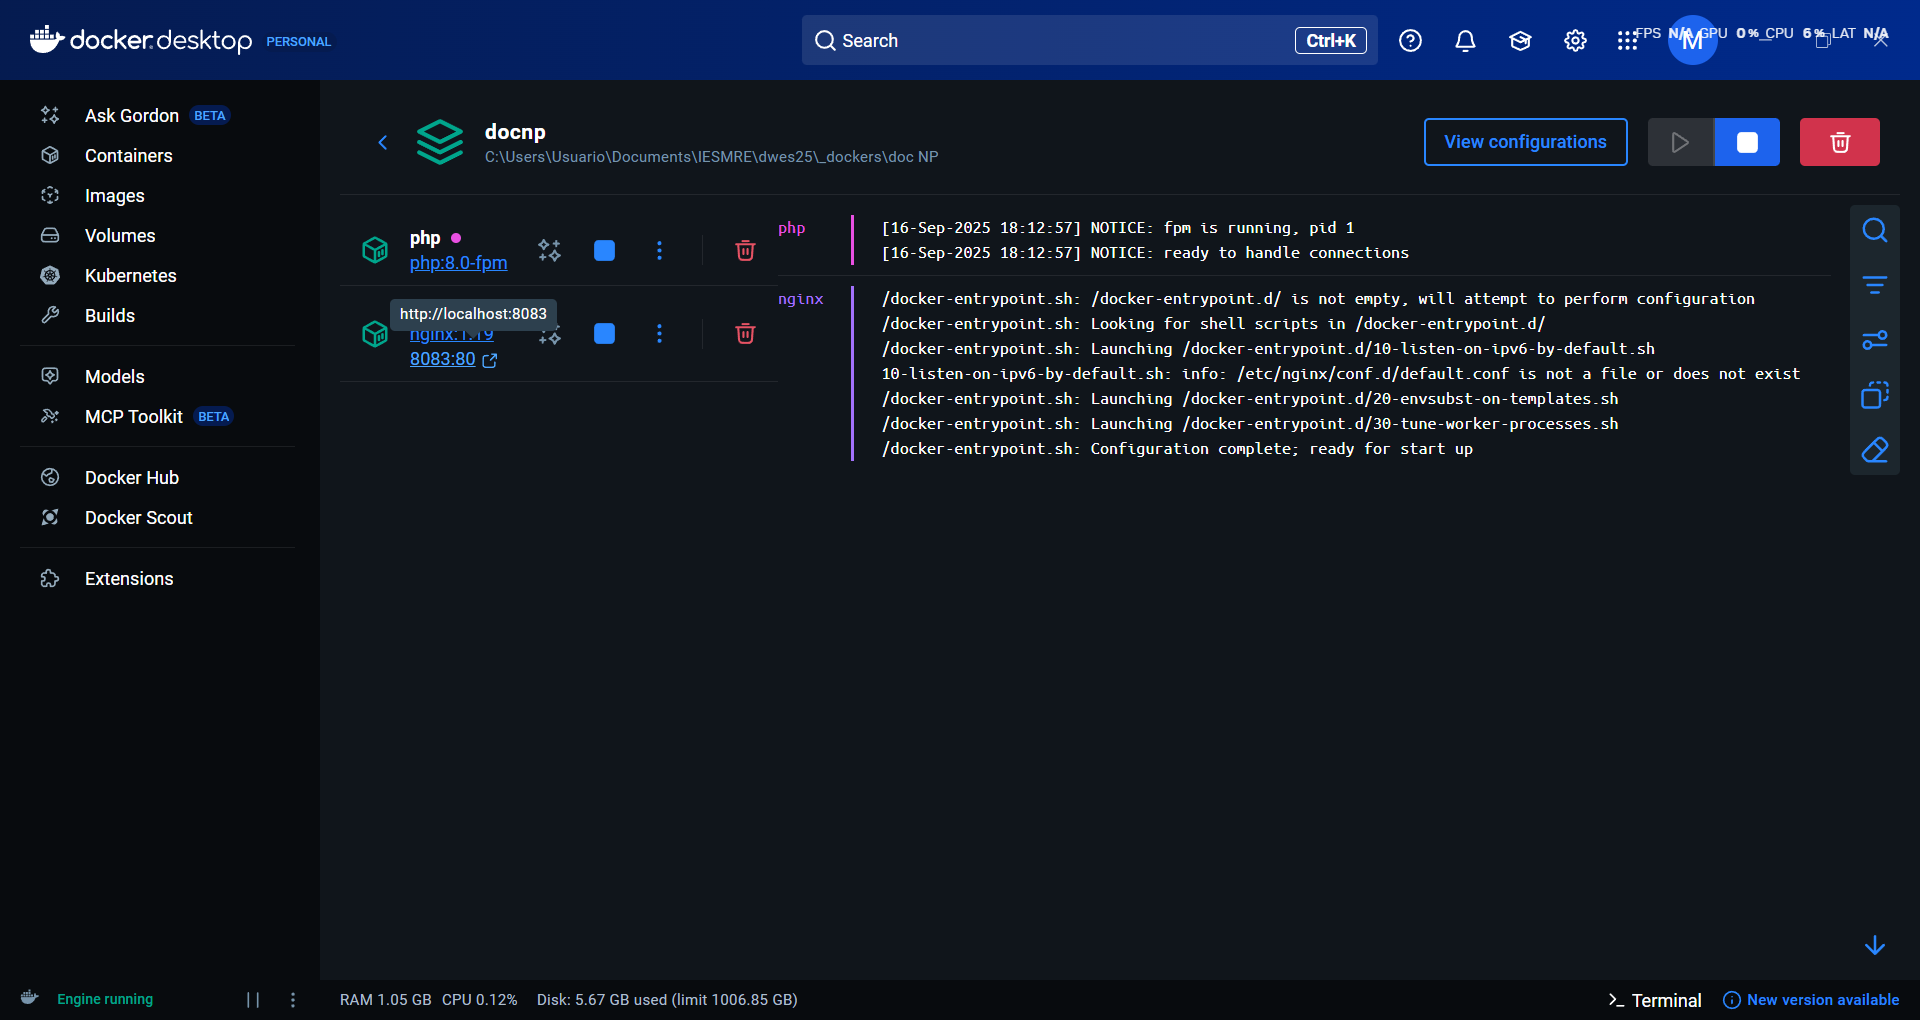 docker.desktop PERSONAL
Search
Ctrl+K
FPS N/A GPU 0% CPU 6% LAT N/A
M
Ask Gordon BETA
Containers
Images
Volumes
Kubernetes
Builds
Models
MCP Toolkit BETA
Docker Hub
Docker Scout
Extensions
docnp
C:\Users\Usuario\Documents\IESMRE\dwes25\_dockers\doc NP
View configurations
php
php:8.0-fpm
http://localhost:8083
nginx:1.19
8083:80
php
[16-Sep-2025 18:12:57] NOTICE: fpm is running, pid 1
[16-Sep-2025 18:12:57] NOTICE: ready to handle connections
nginx
/docker-entrypoint.sh: /docker-entrypoint.d/ is not empty, will attempt to perform configuration
/docker-entrypoint.sh: Looking for shell scripts in /docker-entrypoint.d/
/docker-entrypoint.sh: Launching /docker-entrypoint.d/10-listen-on-ipv6-by-default.sh
10-listen-on-ipv6-by-default.sh: info: /etc/nginx/conf.d/default.conf is not a file or does not exist
/docker-entrypoint.sh: Launching /docker-entrypoint.d/20-envsubst-on-templates.sh
/docker-entrypoint.sh: Launching /docker-entrypoint.d/30-tune-worker-processes.sh
/docker-entrypoint.sh: Configuration complete; ready for start up
Engine running
RAM 1.05 GB CPU 0.12% Disk: 5.67 GB used (limit 1006.85 GB)
Terminal
New version available